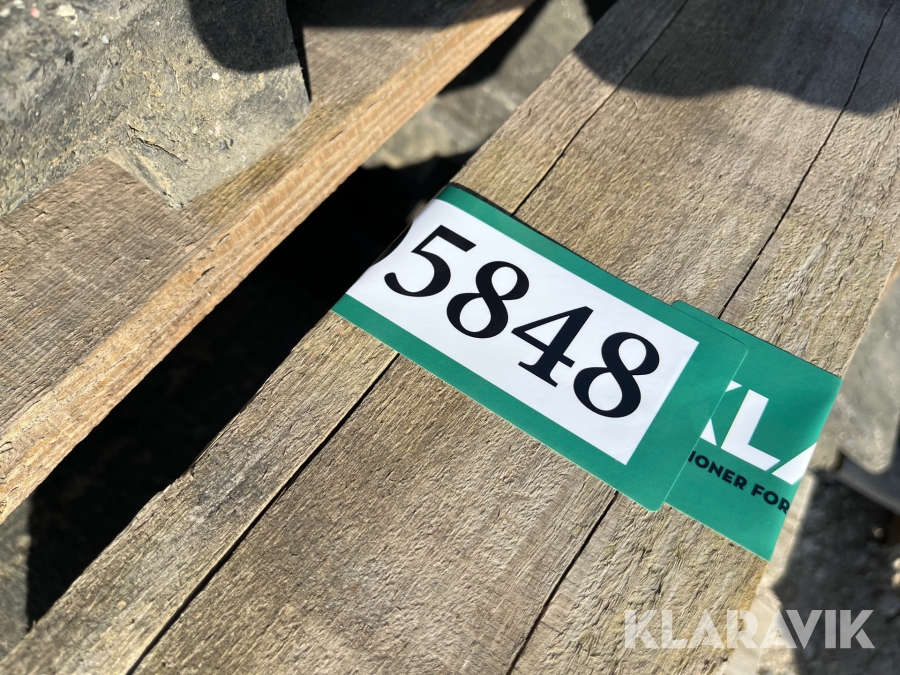 5848
KLA
IONER FOR
KLARAVIK